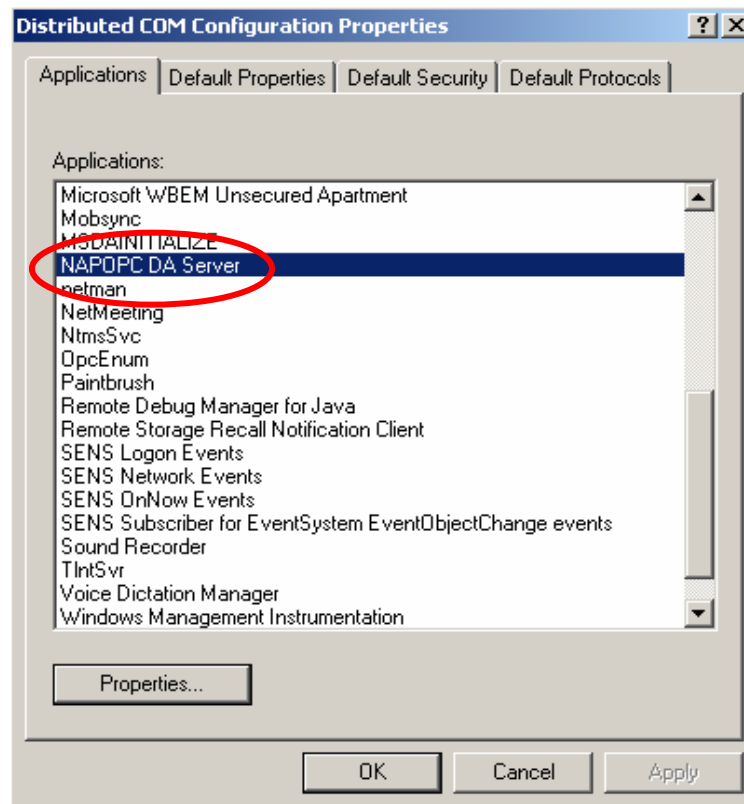 Distributed COM Configuration Properties
Applications Default Properties Default Security Default Protocols
Applications:
Microsoft WBEM Unsecured Apartment
Mobsync
MSDAINITIALIZE
NAPOPC DA Server
netman
NetMeeting
NtmsSvc
OpcEnum
Paintbrush
Remote Debug Manager for Java
Remote Storage Recall Notification Client
SENS Logon Events
SENS Network Events
SENS OnNow Events
SENS Subscriber for EventSystem EventObjectChange events
Sound Recorder
TlntSvr
Voice Dictation Manager
Windows Management Instrumentation
Properties...
OK Cancel Apply